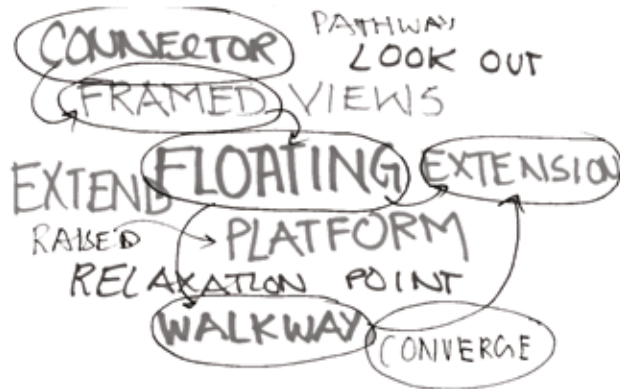 CONNECTOR PATHWAY
LOOK OUT
FRAMED VIEWS
EXTEND FLOATING EXTENSION
RAISED PLATFORM
RELAXATION POINT
WALKWAY
CONVERGE